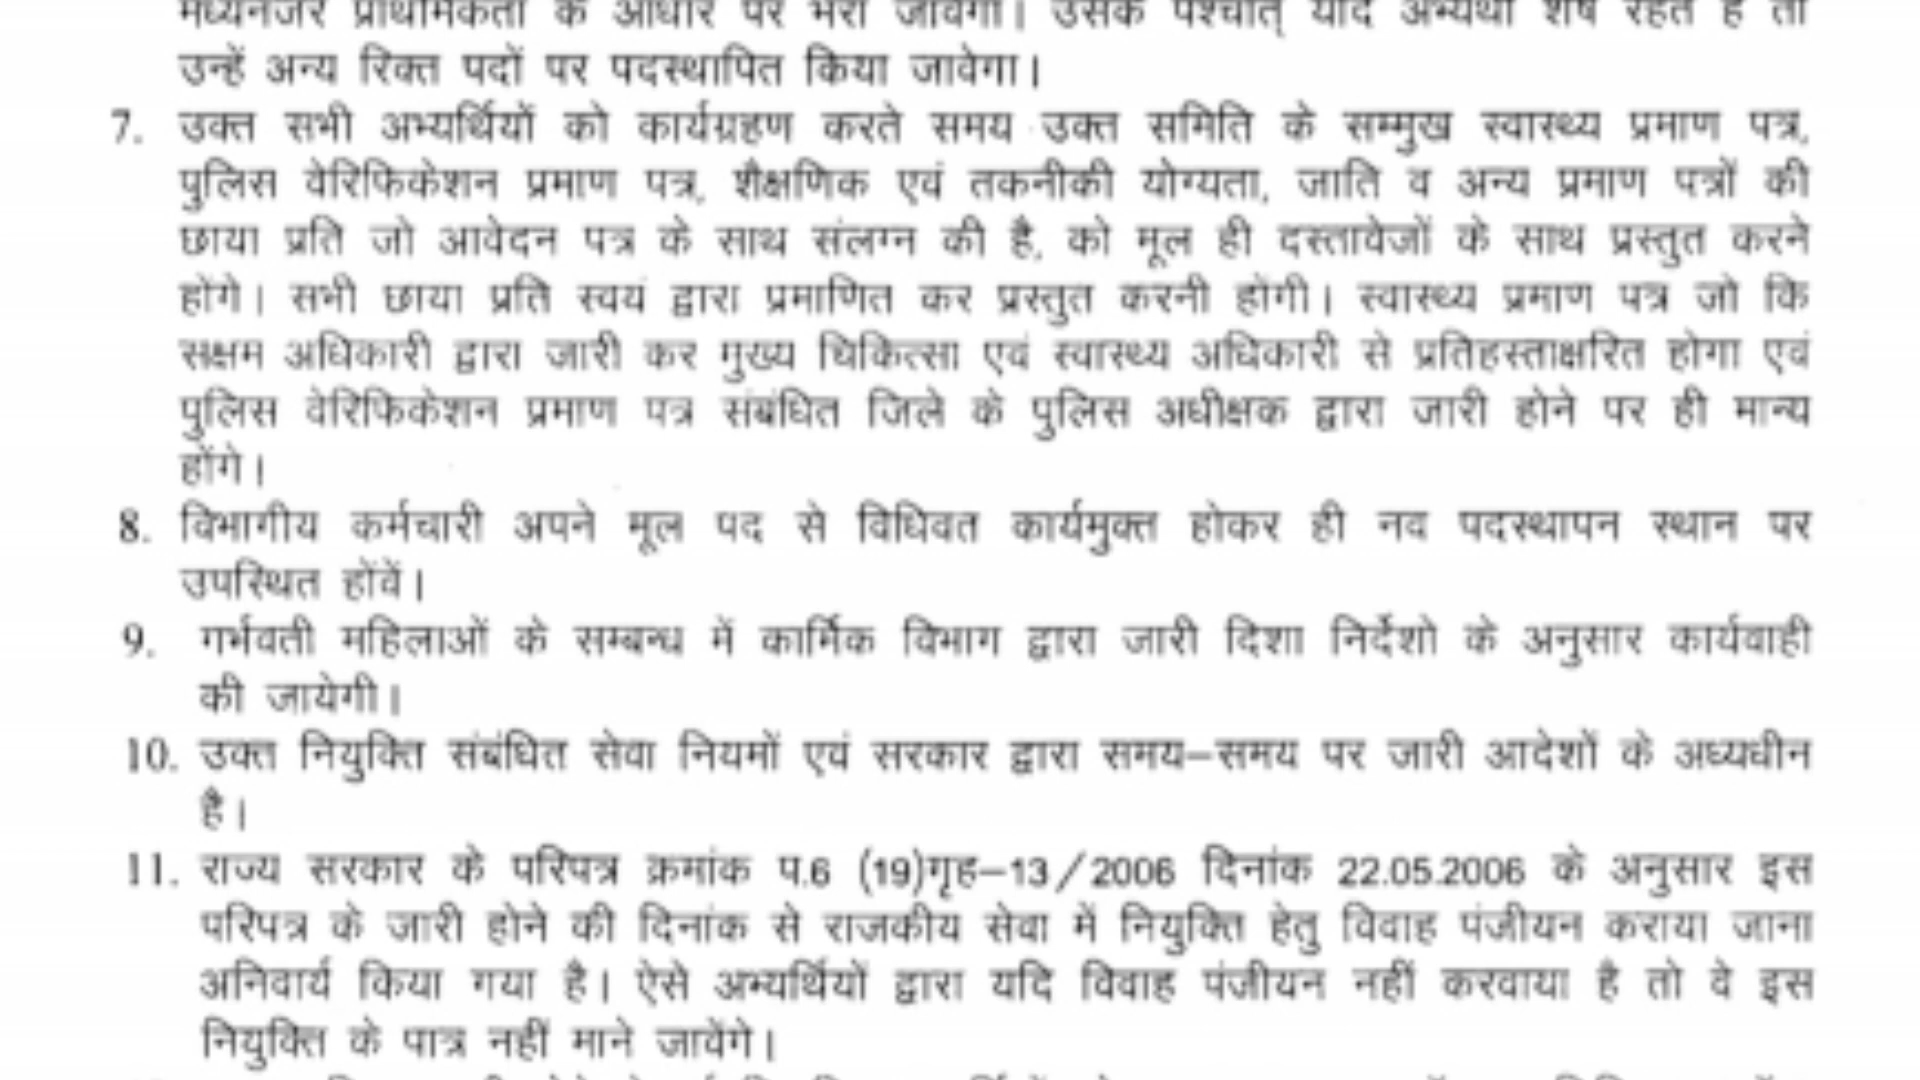 मध्यनजर प्राथमिकता के आधार पर भरा जावेगा। उसके पश्चात् यदि अभ्यर्थी शेष रहते है तो
उन्हें अन्य रिक्त पदों पर पदस्थापित किया जावेगा।
7. उक्त सभी अभ्यर्थियों को कार्यग्रहण करते समय उक्त समिति के सम्मुख स्वास्थ्य प्रमाण पत्र,
पुलिस वेरिफिकेशन प्रमाण पत्र, शैक्षणिक एवं तकनीकी योग्यता, जाति व अन्य प्रमाण पत्रों की
छाया प्रति जो आवेदन पत्र के साथ संलग्न की है, को मूल ही दस्तावेजों के साथ प्रस्तुत करने
होंगे। सभी छाया प्रति स्वयं द्वारा प्रमाणित कर प्रस्तुत करनी होगी। स्वास्थ्य प्रमाण पत्र जो कि
सक्षम अधिकारी द्वारा जारी कर मुख्य चिकित्सा एवं स्वास्थ्य अधिकारी से प्रतिहस्ताक्षरित होगा एवं
पुलिस वेरिफिकेशन प्रमाण पत्र संबंधित जिले के पुलिस अधीक्षक द्वारा जारी होने पर ही मान्य
होंगे।
8. विभागीय कर्मचारी अपने मूल पद से विधिवत कार्यमुक्त होकर ही नव पदस्थापन स्थान पर
उपस्थित होंवें।
9. गर्भवती महिलाओं के सम्बन्ध में कार्मिक विभाग द्वारा जारी दिशा निर्देशो के अनुसार कार्यवाही
की जायेगी।
10. उक्त नियुक्ति संबंधित सेवा नियमों एवं सरकार द्वारा समय–समय पर जारी आदेशों के अध्यधीन
है।
11. राज्य सरकार के परिपत्र क्रमांक प.6 (19)गृह–13/2006 दिनांक 22.05.2006 के अनुसार इस
परिपत्र के जारी होने की दिनांक से राजकीय सेवा में नियुक्ति हेतु विवाह पंजीयन कराया जाना
अनिवार्य किया गया है। ऐसे अभ्यर्थियों द्वारा यदि विवाह पंजीयन नहीं करवाया है तो वे इस
नियुक्ति के पात्र नहीं माने जावेंगे।